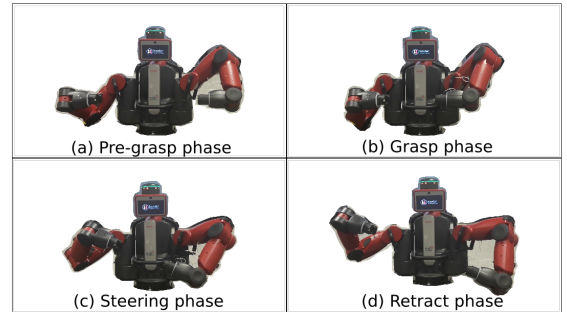 (a) Pre-grasp phase
(b) Grasp phase
(c) Steering phase
(d) Retract phase